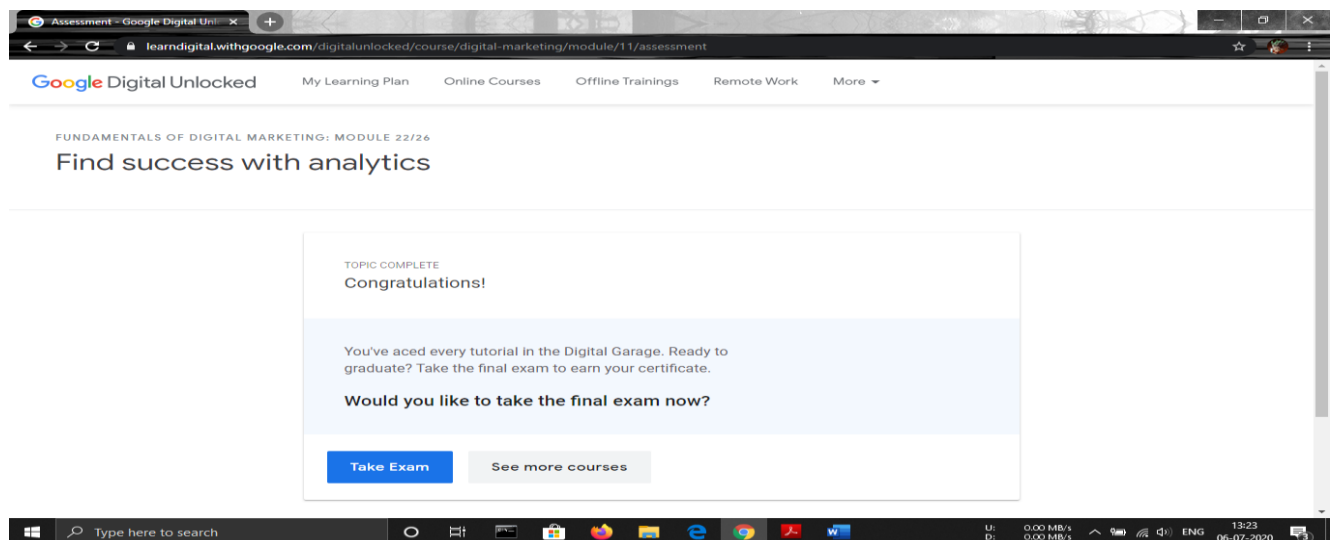 Assessment - Google Digital Unl
learndigital.withgoogle.com/digitalunlocked/course/digital-marketing/module/11/assessment
Google Digital Unlocked My Learning Plan Online Courses Offline Trainings Remote Work More
FUNDAMENTALS OF DIGITAL MARKETING: MODULE 22/26
Find success with analytics
TOPIC COMPLETE
Congratulations!
You've aced every tutorial in the Digital Garage. Ready to
graduate? Take the final exam to earn your certificate.
Would you like to take the final exam now?
Take Exam See more courses
Type here to search U: 0.00 MB/s ENG 13:23
D: 0.00 MB/s 06-07-2020 3